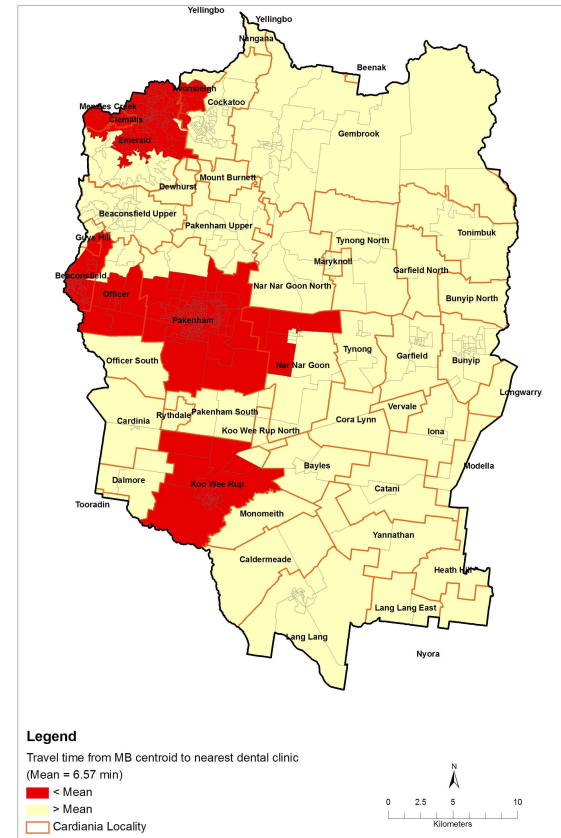 Yellingbo
Yellingbo
Nangana
Beenak
Avonsleigh
Menzies Creek
Cockatoo
Clematis
Emerald
Gembrook
Mount Burnett
Dewhurst
Beaconsfield Upper
Pakenham Upper
Guys Hill
Tonimbuk
Tynong North
Maryknoll
Garfield North
Beaconsfield
Nar Nar Goon North
Officer
Bunyip North
Pakenham
Tynong
Garfield
Bunyip
Officer South
Nar Nar Goon
Longwarry
Vervale
Rythdale
Pakenham South
Cora Lynn
Cardinia
Koo Wee Rup North
Iona
Bayles
Modella
Dalmore
Koo Wee Rup
Catani
Tooradin
Monomeith
Yannathan
Caldermeade
Heath Hill
Lang Lang East
Lang Lang
Nyora
Legend
Travel time from MB centroid to nearest dental clinic
(Mean = 6.57 min)
< Mean
> Mean
Cardiania Locality
N
0 2.5 5 10
Kilometers